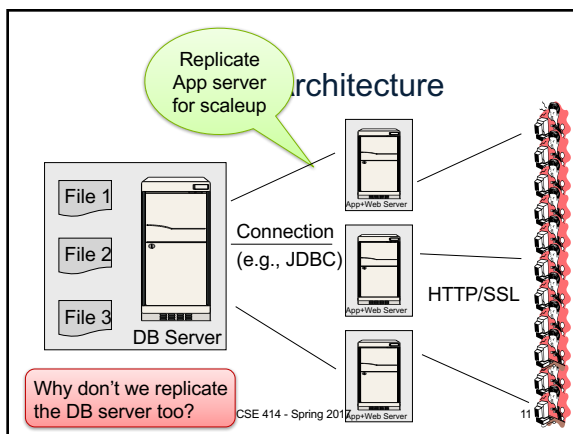 Replicate
App server
for scaleup
rchitecture
File 1
File 2
File 3
DB Server
Connection
(e.g., JDBC)
App+Web Server
App+Web Server
App+Web Server
HTTP/SSL
Why don't we replicate
the DB server too?
CSE 414 - Spring 2017
11